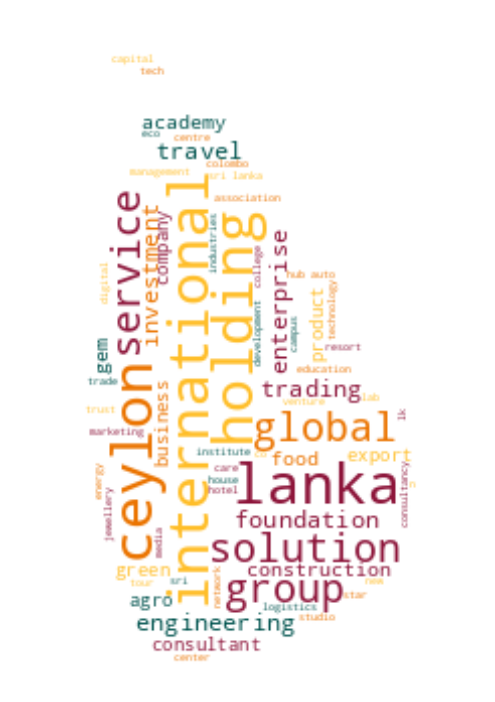 capital
tech
academy
eco
centre
travel
colombo
management
sri lanka
association
service
investment
company
international
holding
industries
college
enterprise
hub auto
digital
product
technology
development
campus
gem
resort
trade
education
ceylon
business
trading
venture
lab
trust
global
lk
marketing
institute
food
export
care
energy
house
lanka
hotel
consultancy
jewellery
foundation
media
solution
green
construction
tour
sri
network
group
new
agro
star
logistics
engineering
studio
consultant
center